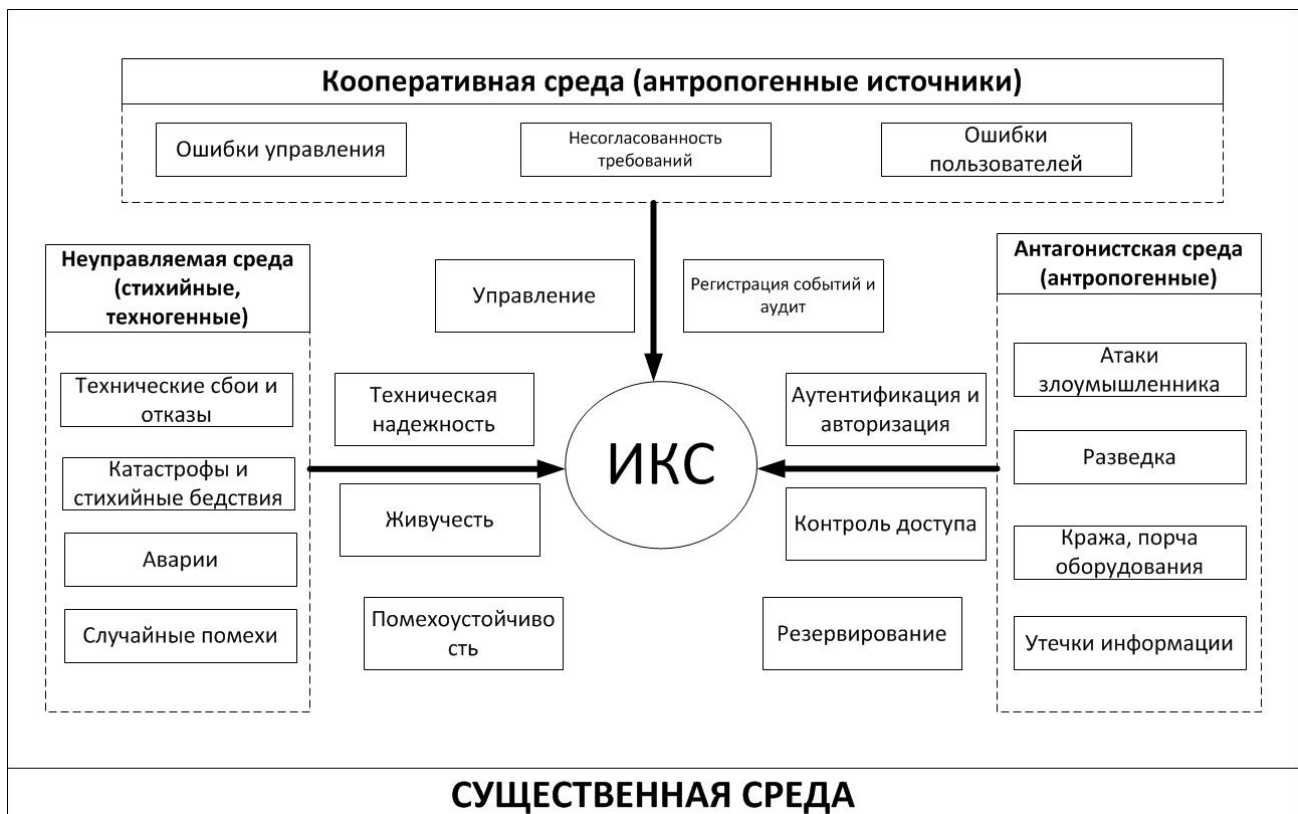 Кооперативная среда (антропогенные источники)
Ошибки управления
Несогласованность
требований
Ошибки
пользователей
Неуправляемая среда
(стихийные,
техногенные)
Технические сбои и
отказы
Катастрофы и
стихийные бедствия
Аварии
Случайные помехи
Управление
Регистрация событий и
аудит
Техническая
надежность
Живучесть
Помехоустойчиво
сть
ИКС
Аутентификация и
авторизация
Контроль доступа
Резервирование
Антагонистская среда
(антропогенные)
Атаки
злоумышленника
Разведка
Кража, порча
оборудования
Утечки информации
СУЩЕСТВЕННАЯ СРЕДА